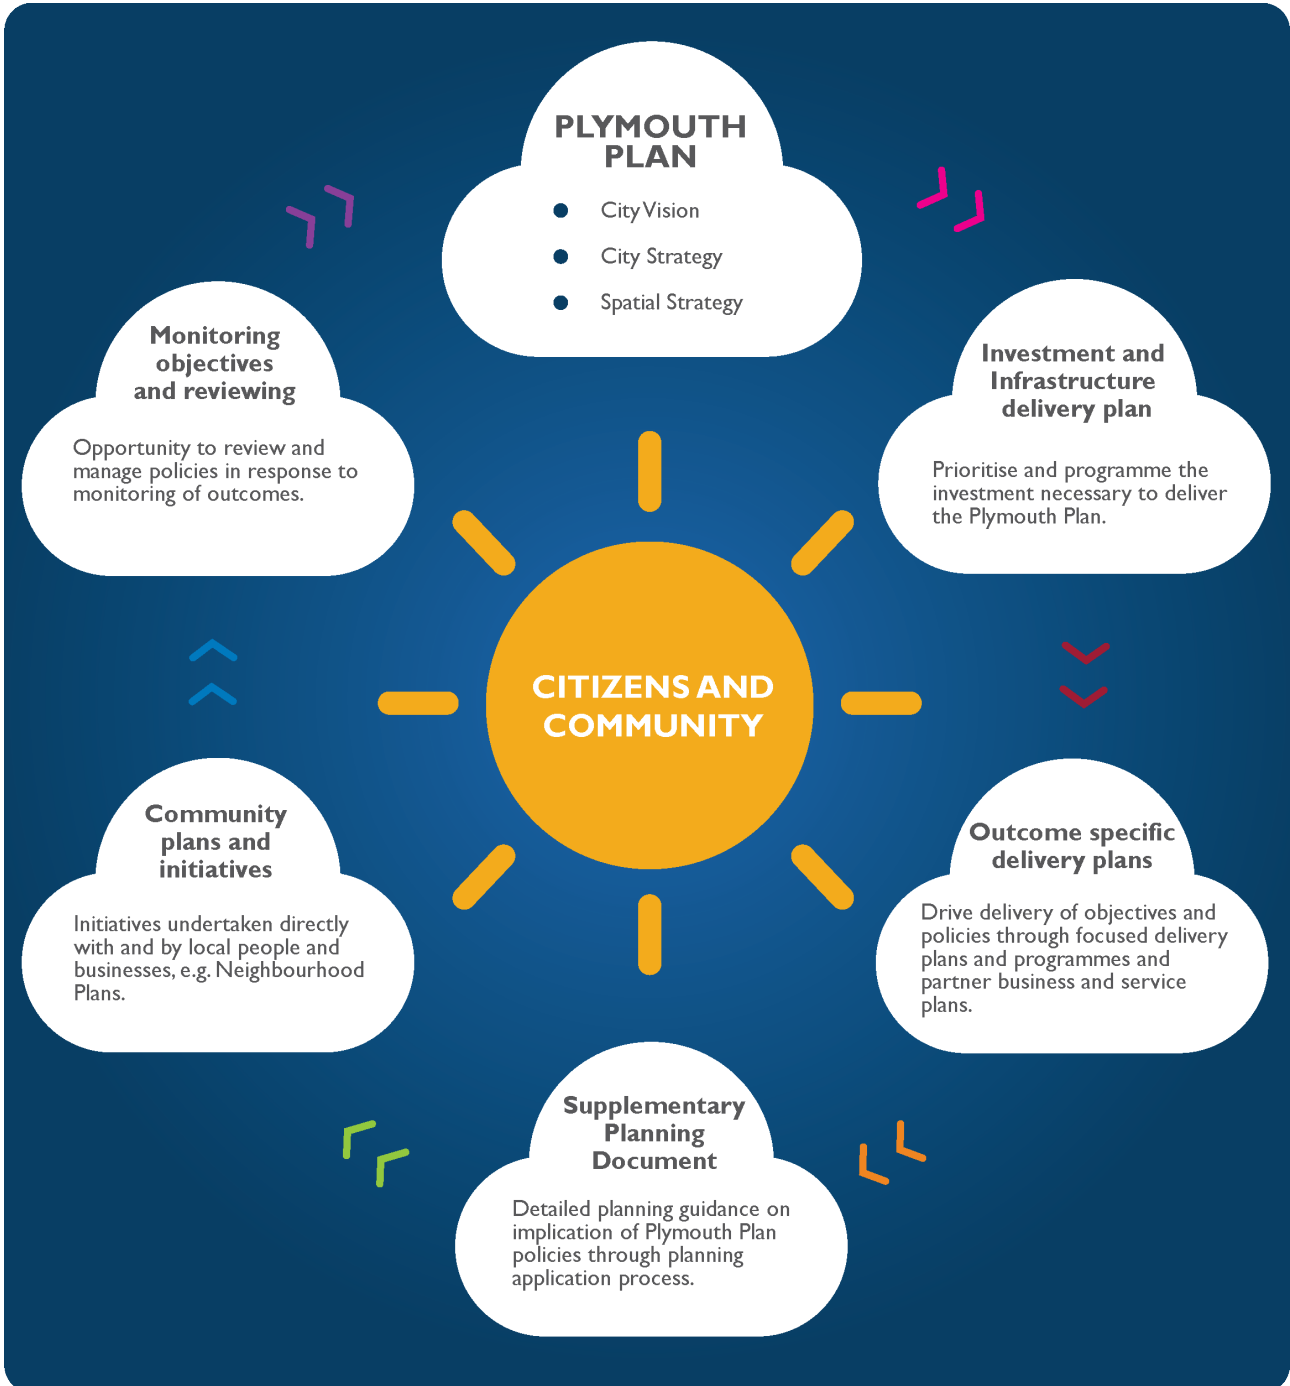 PLYMOUTH
PLAN
● City Vision
● City Strategy
● Spatial Strategy
Investment and
Infrastructure
delivery plan
Prioritise and programme the
investment necessary to deliver
the Plymouth Plan.
Outcome specific
delivery plans
Drive delivery of objectives and
policies through focused delivery
plans and programmes and
partner business and service
plans.
Supplementary
Planning
Document
Detailed planning guidance on
implication of Plymouth Plan
policies through planning
application process.
Community
plans and
initiatives
Initiatives undertaken directly
with and by local people and
businesses, e.g. Neighbourhood
Plans.
Monitoring
objectives
and reviewing
Opportunity to review and
manage policies in response to
monitoring of outcomes.
CITIZENS AND
COMMUNITY